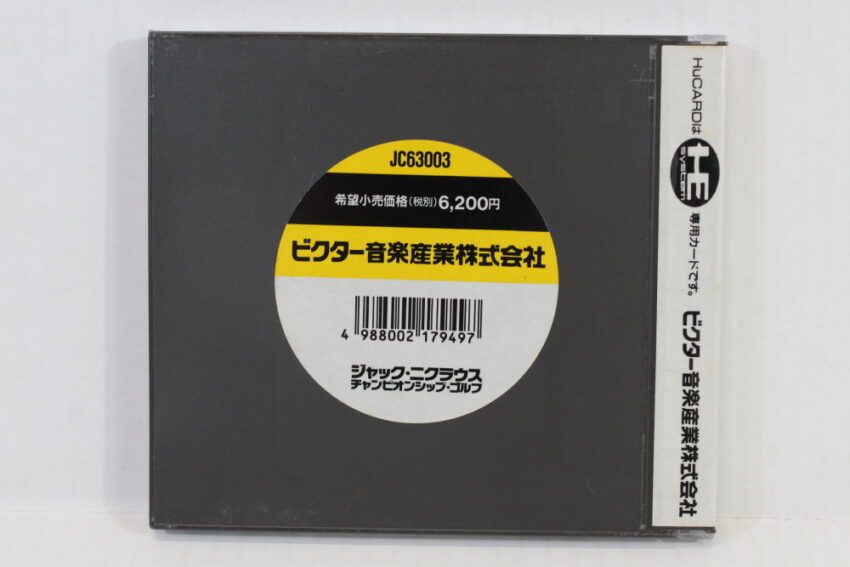 JC63003
希望小売価格(税別)6,200円
ビクター音楽産業株式会社
4 988002 179497
ジャック・ニクラウス
チャンピオンシップ・ゴルフ
HuCARDは HE system 専用カードです。 ビクター音楽産業株式会社